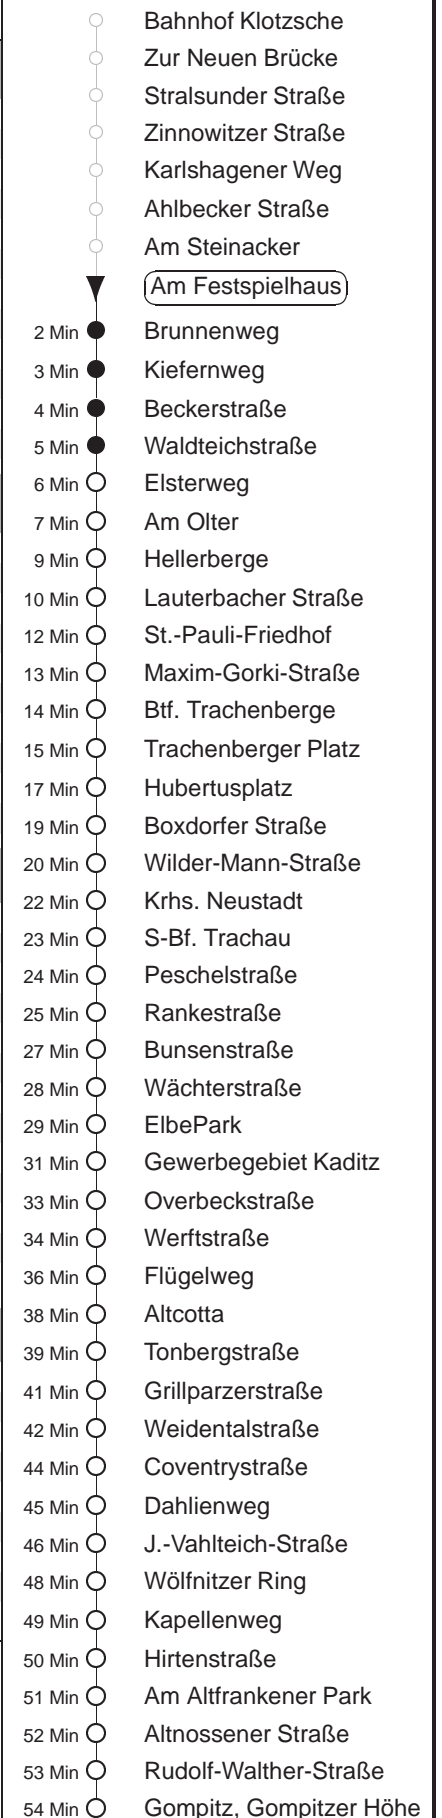 Bahnhof Klotzsche
Zur Neuen Brücke
Stralsunder Straße
Zinnowitzer Straße
Karlshagener Weg
Ahlbecker Straße
Am Steinacker
Am Festspielhaus
2 Min Brunnenweg
3 Min Kiefernweg
4 Min Beckerstraße
5 Min Waldteichstraße
6 Min Elsterweg
7 Min Am Olter
9 Min Hellerberge
10 Min Lauterbacher Straße
12 Min St.-Pauli-Friedhof
13 Min Maxim-Gorki-Straße
14 Min Btf. Trachenberge
15 Min Trachenberger Platz
17 Min Hubertusplatz
19 Min Boxdorfer Straße
20 Min Wilder-Mann-Straße
22 Min Krhs. Neustadt
23 Min S-Bf. Trachau
24 Min Peschelstraße
25 Min Rankestraße
27 Min Bunsenstraße
28 Min Wächterstraße
29 Min ElbePark
31 Min Gewerbegebiet Kaditz
33 Min Overbeckstraße
34 Min Werftstraße
36 Min Flügelweg
38 Min Altcotta
39 Min Tonbergstraße
41 Min Grillparzerstraße
42 Min Weidentalstraße
44 Min Coventrystraße
45 Min Dahlienweg
46 Min J.-Vahlteich-Straße
48 Min Wölfnitzer Ring
49 Min Kapellenweg
50 Min Hirtenstraße
51 Min Am Altfrankener Park
52 Min Altnossener Straße
53 Min Rudolf-Walther-Straße
54 Min Gompitz, Gompitzer Höhe